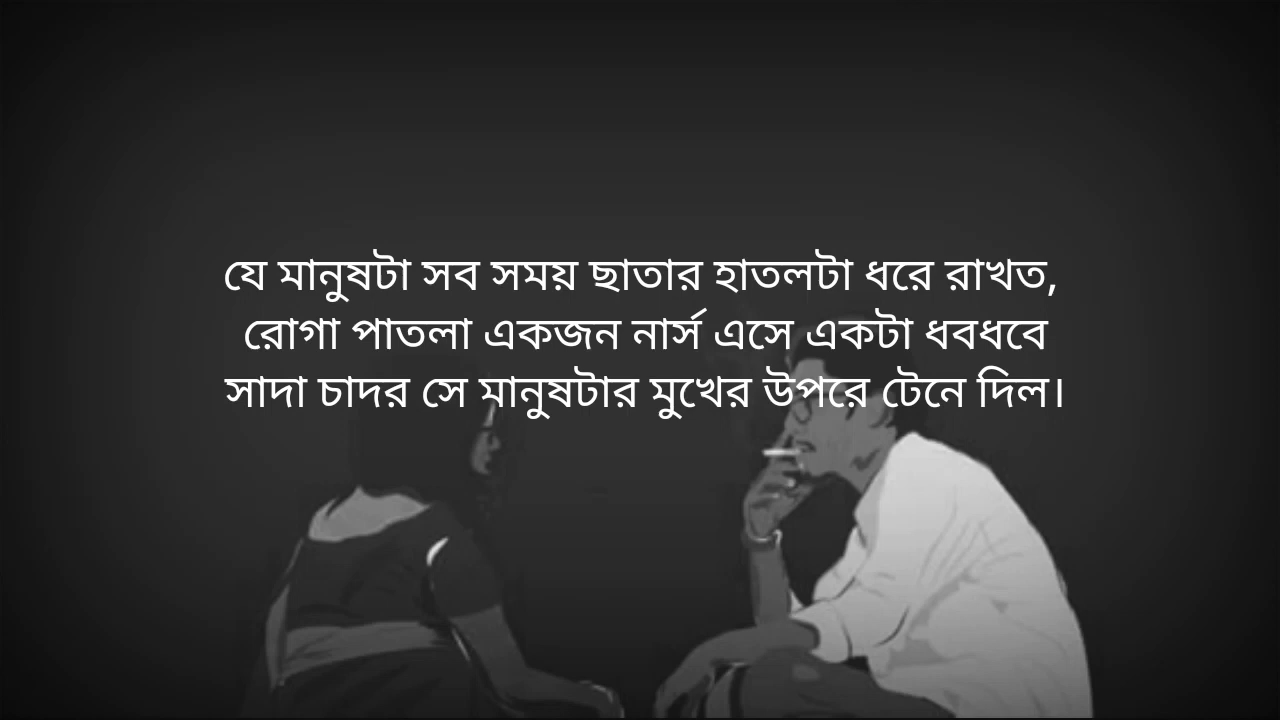 যে মানুষটা সব সময় ছাতার হাতলটা ধরে রাখত,
রোগা পাতলা একজন নার্স এসে একটা ধবধবে
সাদা চাদর সে মানুষটার মুখের উপরে টেনে দিল।